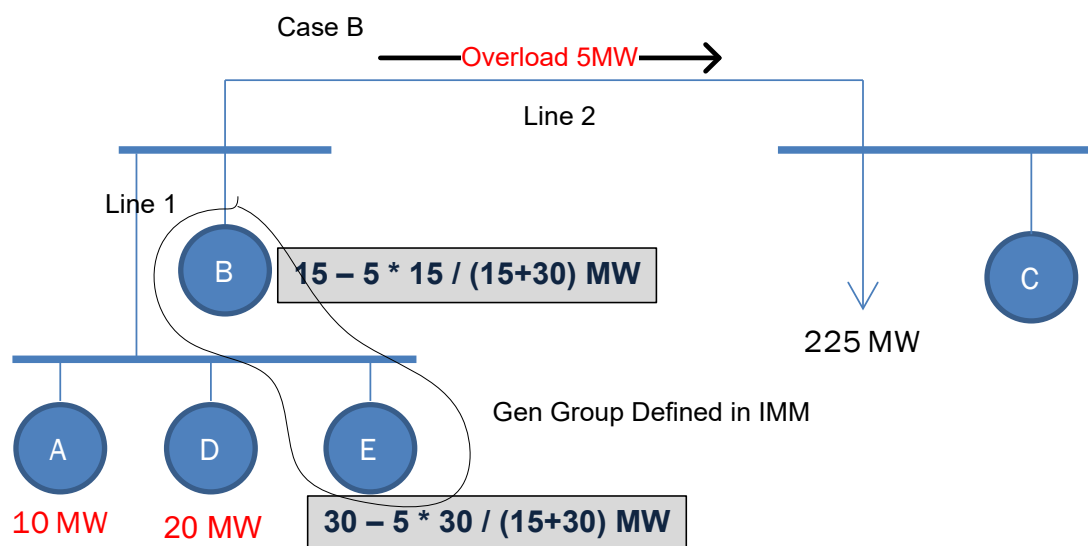 Case B
Overload 5MW
Line 2
Line 1
B
15 – 5 * 15 / (15+30) MW
C
225 MW
A
D
E
Gen Group Defined in IMM
10 MW
20 MW
30 – 5 * 30 / (15+30) MW